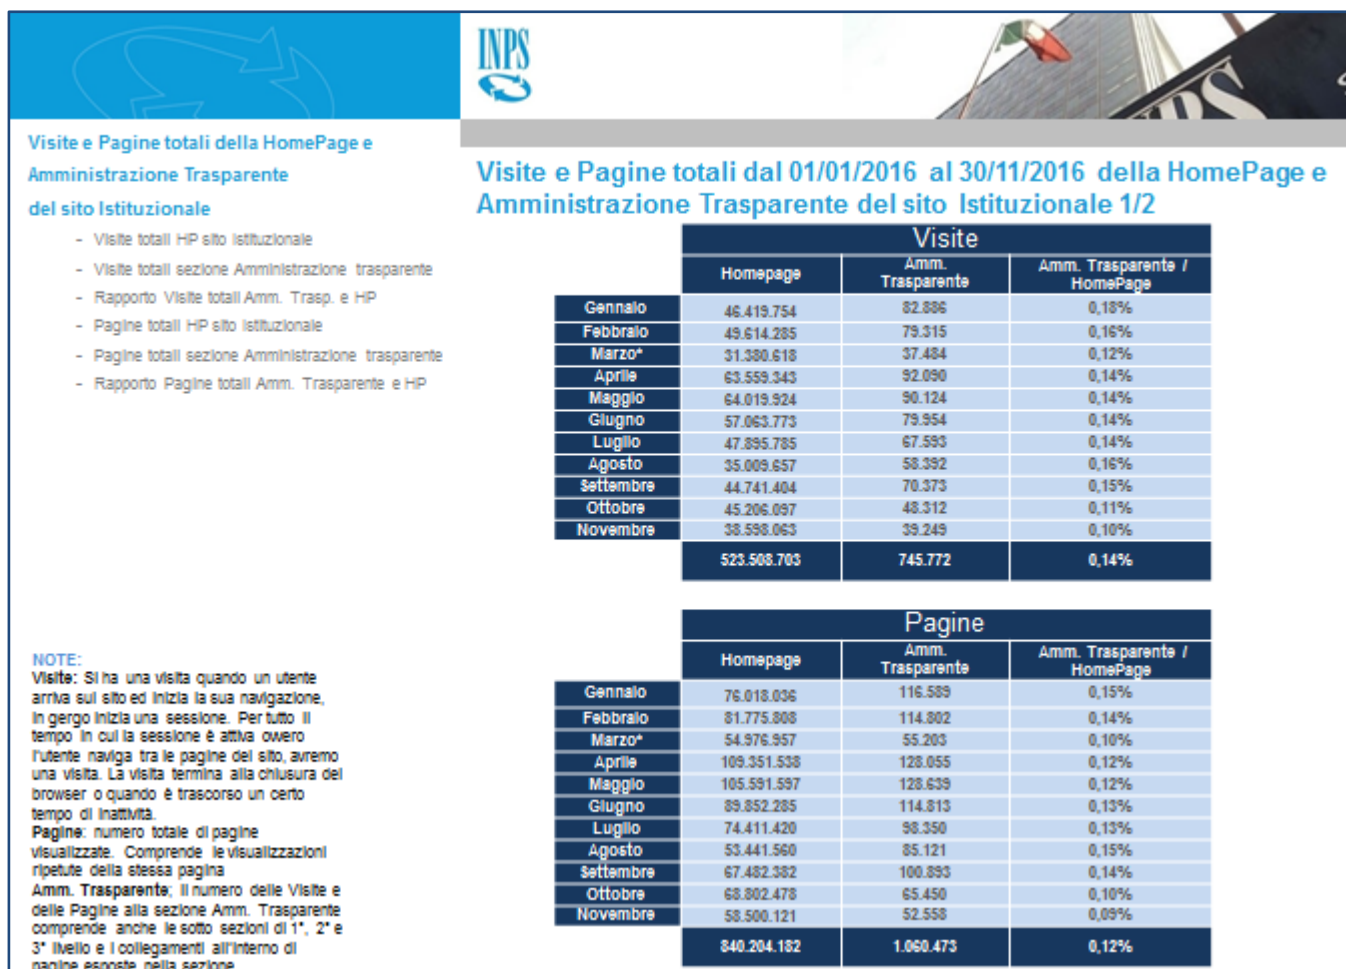 INPS
Visite e Pagine totali della HomePage e
Amministrazione Trasparente
del sito Istituzionale
- Visite totali HP sito Istituzionale
- Visite totali sezione Amministrazione trasparente
- Rapporto Visite totali Amm. Trasp. e HP
- Pagine totali HP sito Istituzionale
- Pagine totali sezione Amministrazione trasparente
- Rapporto Pagine totali Amm. Trasparente e HP
NOTE:
Visite: Si ha una visita quando un utente
arriva sul sito ed inizia la sua navigazione,
in gergo inizia una sessione. Per tutto il
tempo in cui la sessione è attiva ovvero
l'utente naviga tra le pagine del sito, avremo
una visita. La visita termina alla chiusura del
browser o quando è trascorso un certo
tempo di inattività.
Pagine: numero totale di pagine
visualizzate. Comprende le visualizzazioni
ripetute della stessa pagina
Amm. Trasparente; Il numero delle Visite e
delle Pagine alla sezione Amm. Trasparente
comprende anche le sotto sezioni di 1°, 2° e
3° livello e i collegamenti all'interno di
pagine esposte nella sezione
Visite e Pagine totali dal 01/01/2016 al 30/11/2016 della HomePage e
Amministrazione Trasparente del sito Istituzionale 1/2
Visite
Homepage Amm. Trasparente Amm. Trasparente / HomePage
Gennaio 46.419.754 82.886 0,18%
Febbraio 49.614.285 79.315 0,16%
Marzo* 31.380.618 37.484 0,12%
Aprile 63.559.343 92.090 0,14%
Maggio 64.019.924 90.124 0,14%
Giugno 57.063.773 79.954 0,14%
Luglio 47.895.785 67.593 0,14%
Agosto 35.009.657 58.392 0,16%
Settembre 44.741.404 70.373 0,15%
Ottobre 45.206.097 48.312 0,11%
Novembre 38.598.063 39.249 0,10%
523.508.703 745.772 0,14%
Pagine
Homepage Amm. Trasparente Amm. Trasparente / HomePage
Gennaio 76.018.036 116.589 0,15%
Febbraio 81.775.808 114.802 0,14%
Marzo* 54.976.957 55.203 0,10%
Aprile 109.351.538 128.055 0,12%
Maggio 105.591.597 128.639 0,12%
Giugno 89.852.285 114.813 0,13%
Luglio 74.411.420 98.350 0,13%
Agosto 53.441.560 85.121 0,15%
Settembre 67.482.382 100.893 0,14%
Ottobre 68.802.478 65.450 0,10%
Novembre 58.500.121 52.558 0,09%
840.204.182 1.060.473 0,12%